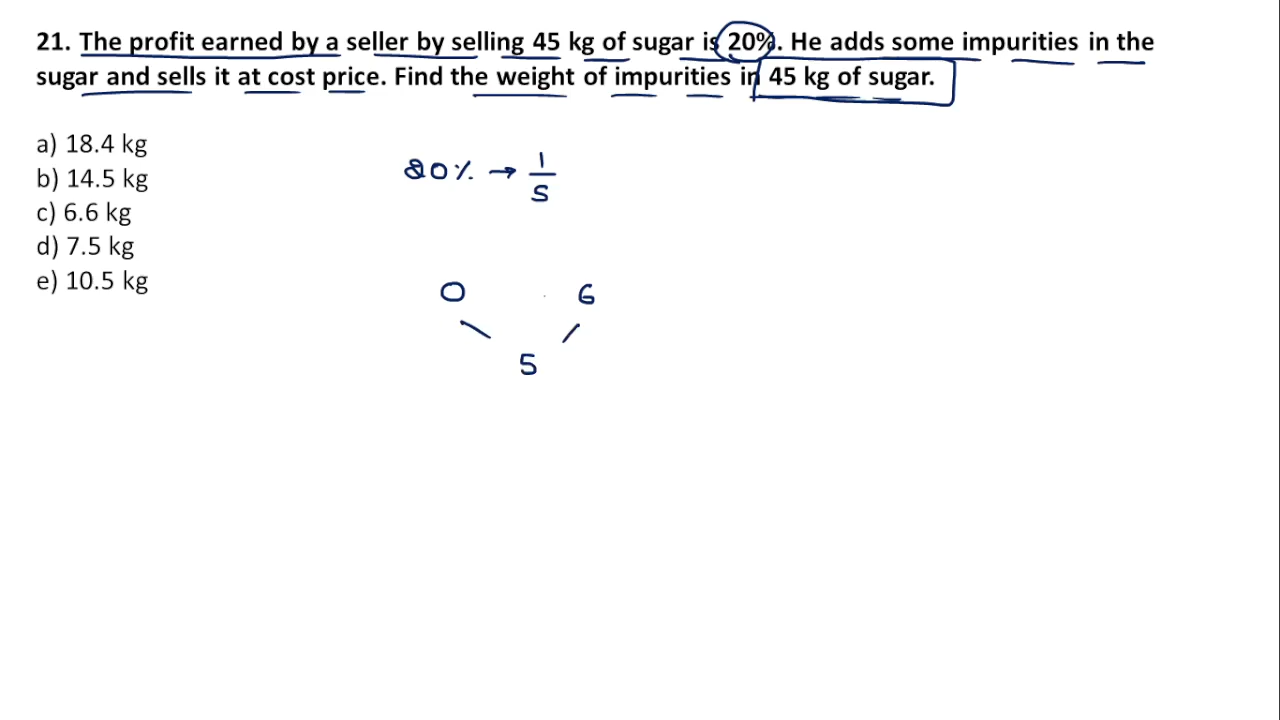 21. The profit earned by a seller by selling 45 kg of sugar is 20%. He adds some impurities in the
sugar and sells it at cost price. Find the weight of impurities in 45 kg of sugar.
a) 18.4 kg
b) 14.5 kg
c) 6.6 kg
d) 7.5 kg
e) 10.5 kg
20% → 1/5
0 6
5